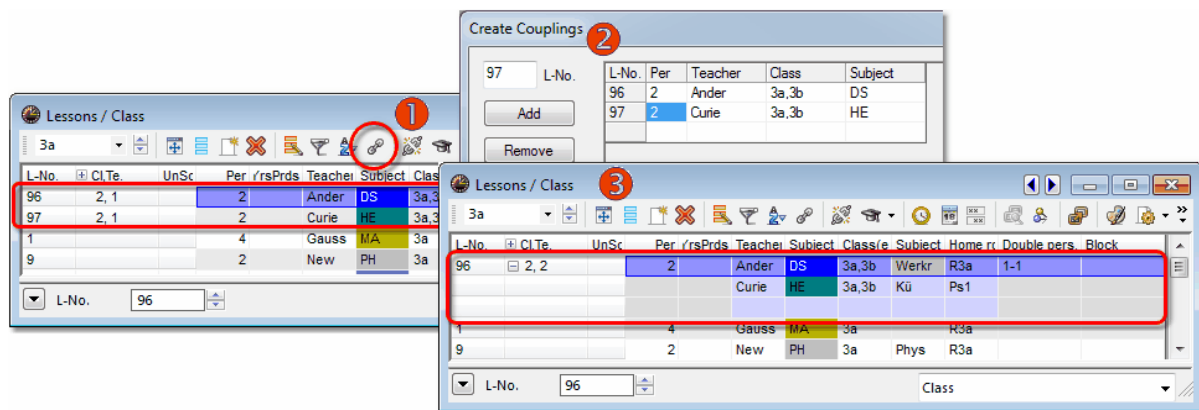 Create Couplings 2
97 L-No.
L-No. Per Teacher Class Subject
96 2 Ander 3a,3b DS
97 2 Curie 3a,3b HE
Add
Remove
Lessons / Class 1
3a
L-No. Cl,Te. UnSc Per Teacher Subject Clas
96 2, 1 2 Ander DS 3a,3
97 2, 1 2 Curie HE 3a,3
1 4 Gauss MA 3a
9 2 New PH 3a
L-No. 96
Lessons / Class 3
3a
L-No. Cl,Te. UnSc Per Teacher Subject Class(e Subject Home ro Double pers. Block
96 2, 2 2 Ander DS 3a,3b Werkr R3a 1-1
Curie HE 3a,3b Kü Ps1
1 4 Gauss MA 3a R3a
9 2 New PH 3a Phys R3a
L-No. 96 Class